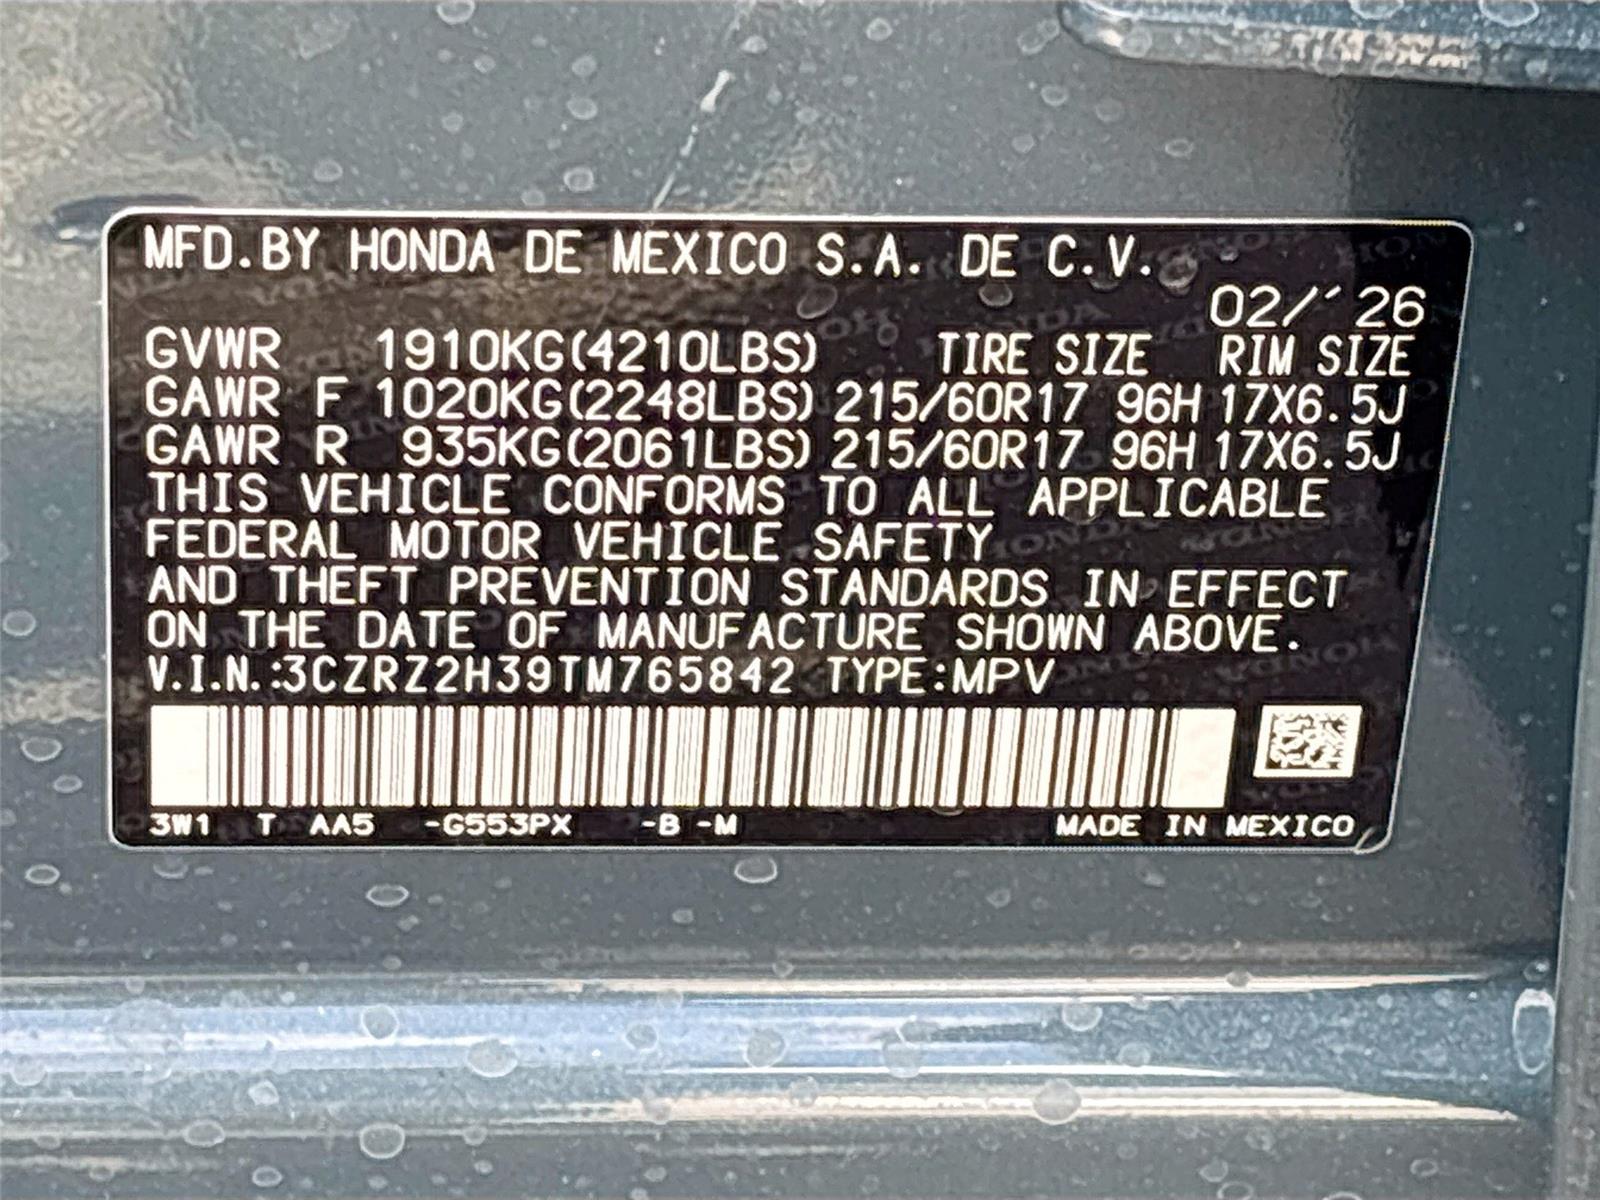 MFD.BY HONDA DE MEXICO S.A. DE C.V.
02/´26
GVWR 1910KG(4210LBS) TIRE SIZE RIM SIZE
GAWR F 1020KG(2248LBS) 215/60R17 96H 17X6.5J
GAWR R 935KG(2061LBS) 215/60R17 96H 17X6.5J
THIS VEHICLE CONFORMS TO ALL APPLICABLE
FEDERAL MOTOR VEHICLE SAFETY
AND THEFT PREVENTION STANDARDS IN EFFECT
ON THE DATE OF MANUFACTURE SHOWN ABOVE.
V.I.N.:3CZRZ2H39TM765842 TYPE:MPV
3W1 T AA5 -G553PX -B -M MADE IN MEXICO